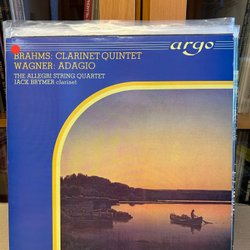 argo
BRAHMS: CLARINET QUINTET
WAGNER: ADAGIO
THE ALLEGRI STRING QUARTET
JACK BRYMER clarinet